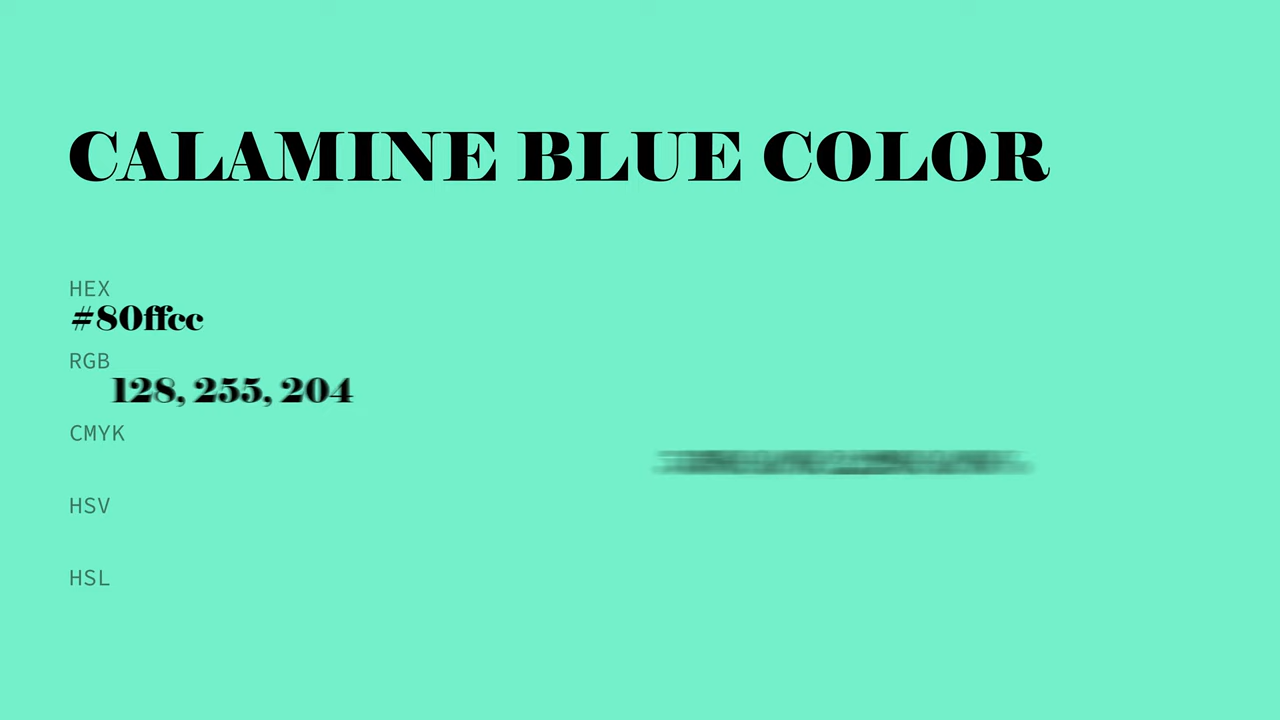 CALAMINE BLUE COLOR
HEX
#80ffcc
RGB
128, 255, 204
CMYK
HSV
HSL